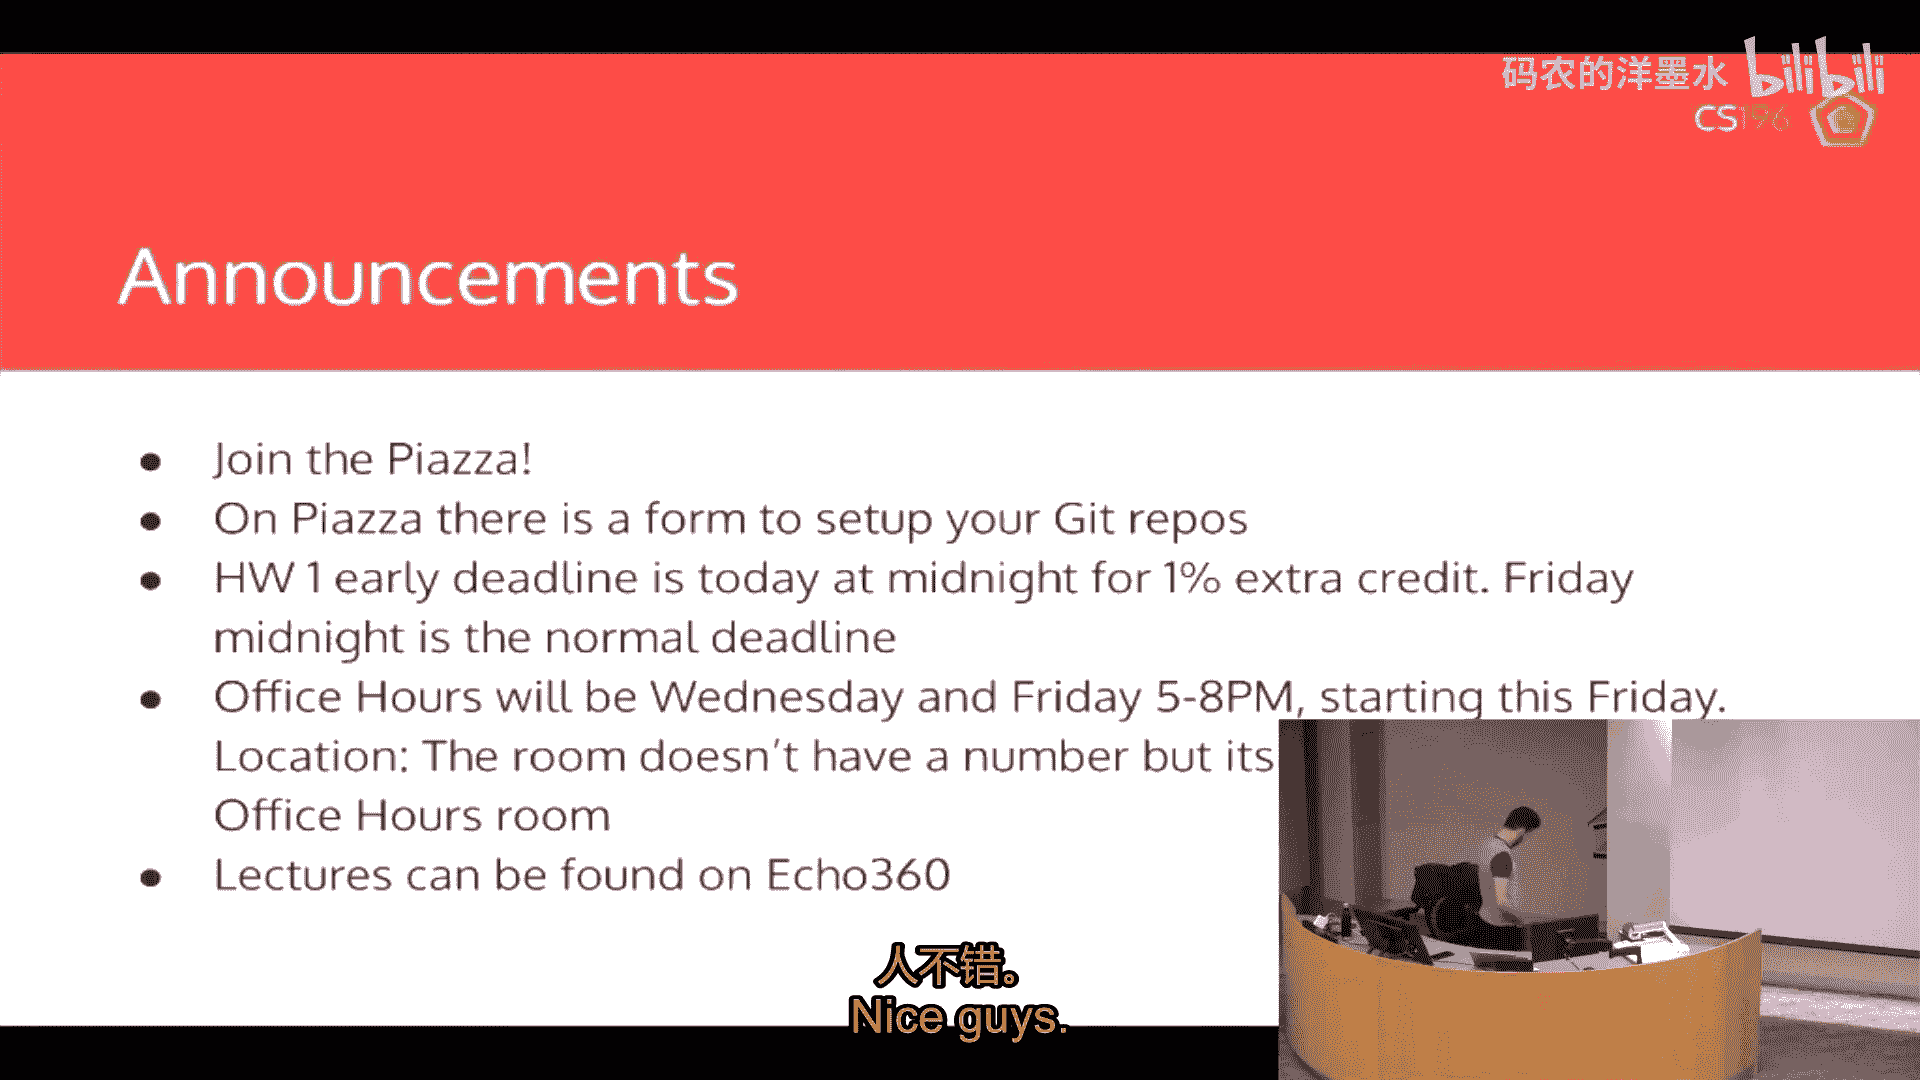 码农的洋墨水 bilibili
CS196
Announcements
● Join the Piazza!
● On Piazza there is a form to setup your Git repos
● HW 1 early deadline is today at midnight for 1% extra credit. Friday
midnight is the normal deadline
● Office Hours will be Wednesday and Friday 5-8PM, starting this Friday.
Location: The room doesn't have a number but its
Office Hours room
● Lectures can be found on Echo360
人不错。
Nice guys.